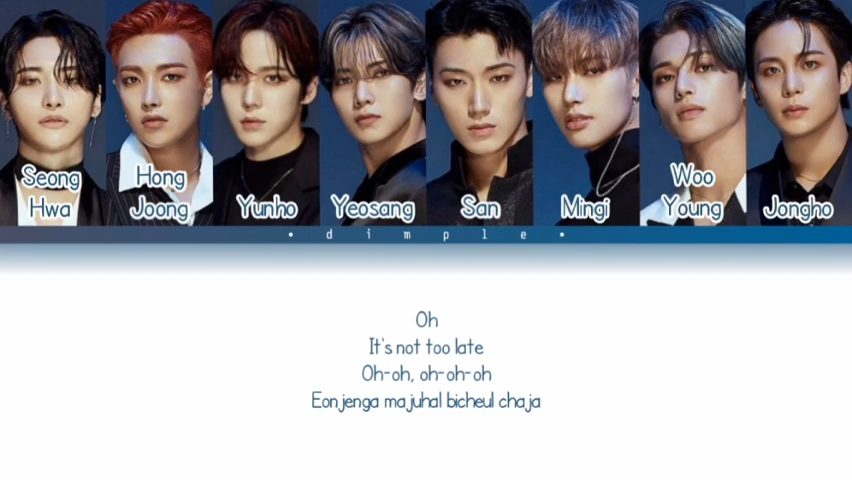 Seong
Hwa
Hong
Joong
Yunho
Yeosang
San
Mingi
Woo
Young
Jongho
• dimple •
Oh
It's not too late
Oh-oh, oh-oh-oh
Eonjenga majuhal bicheul chaja